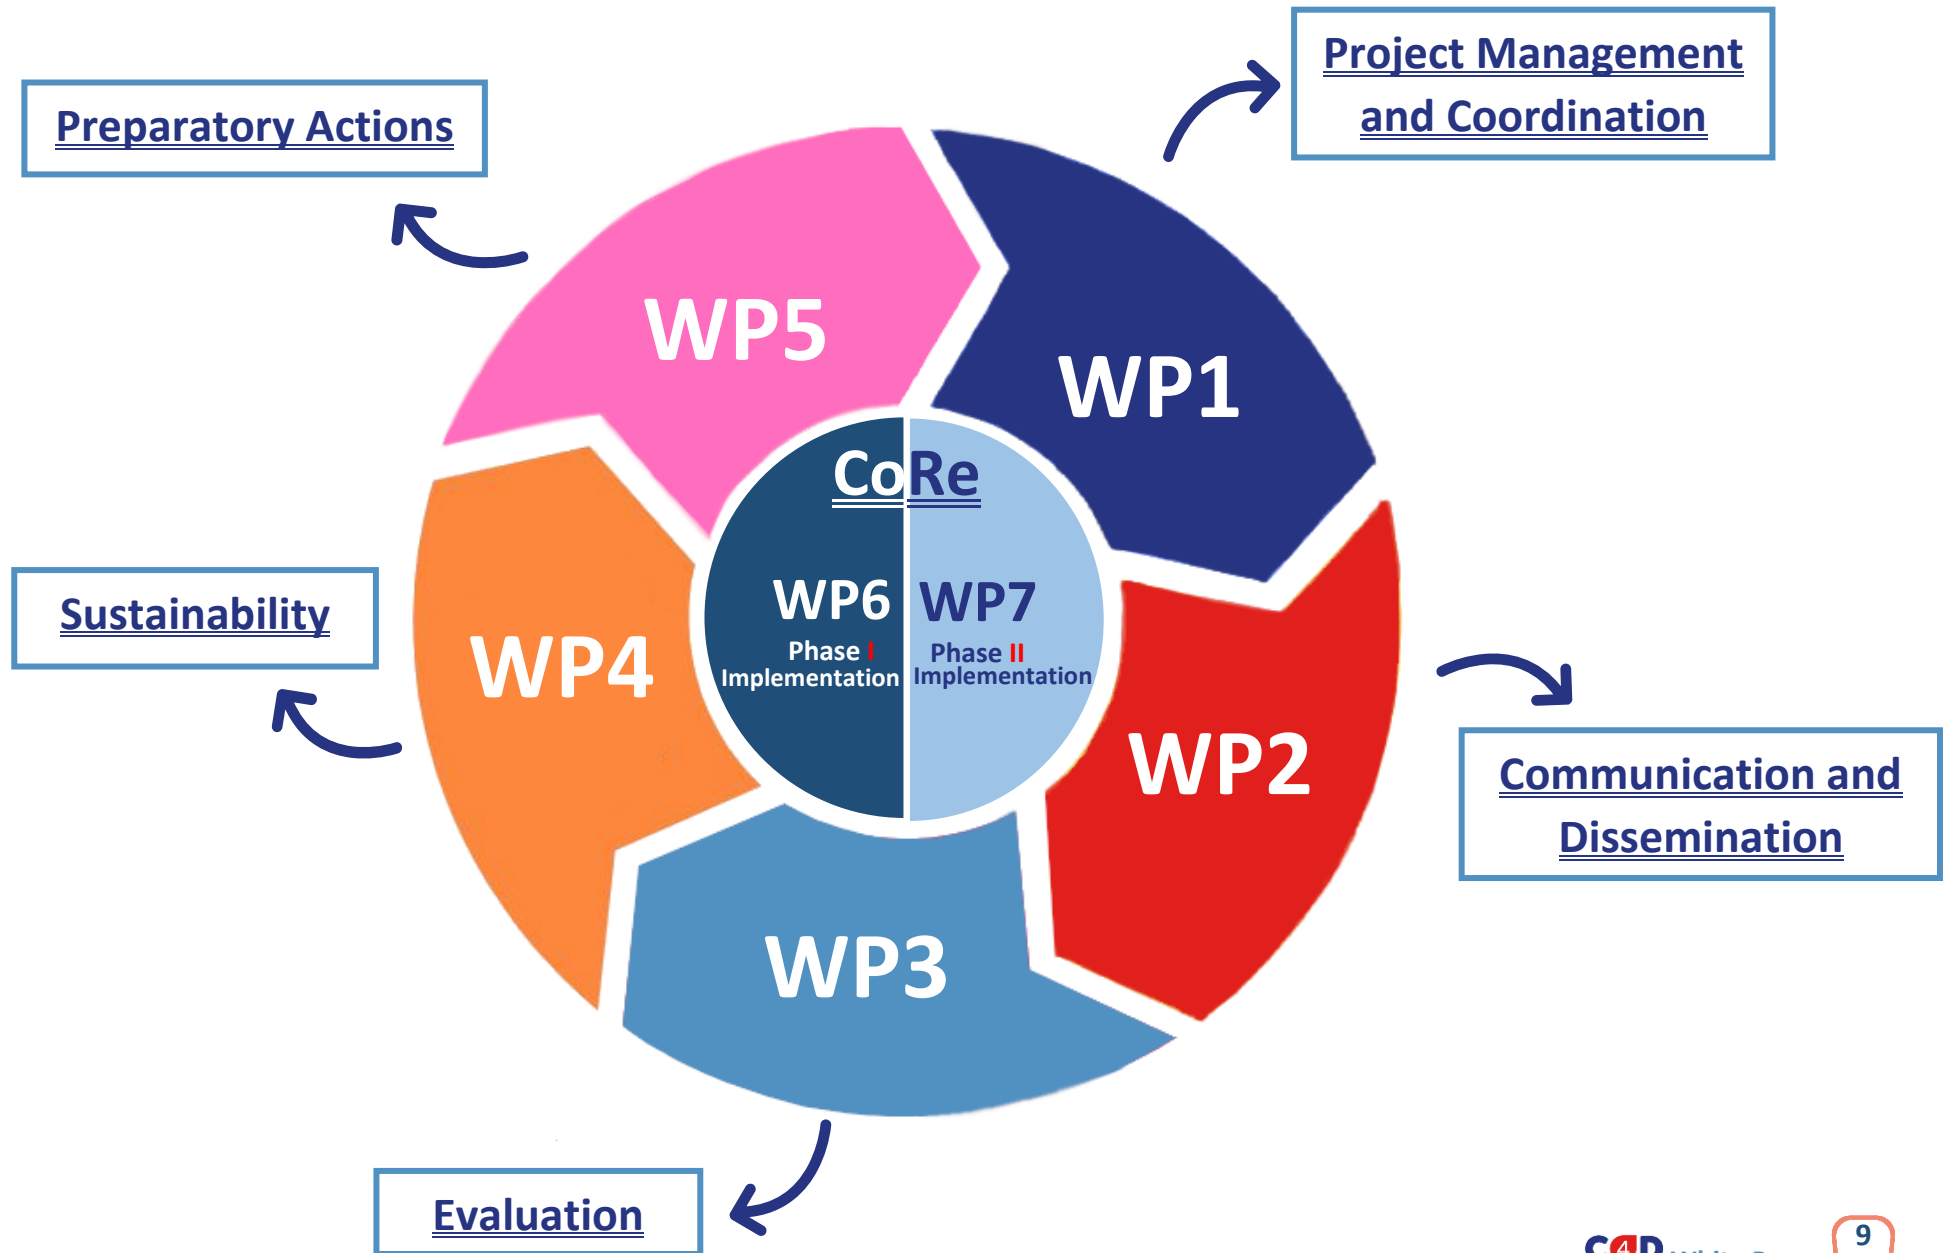 Project Management
and Coordination
Preparatory Actions
WP5
WP1
CoRe
WP6
WP7
Phase I
Implementation
Phase II
Implementation
Sustainability
WP4
WP2
Communication and
Dissemination
WP3
Evaluation
C4D
9